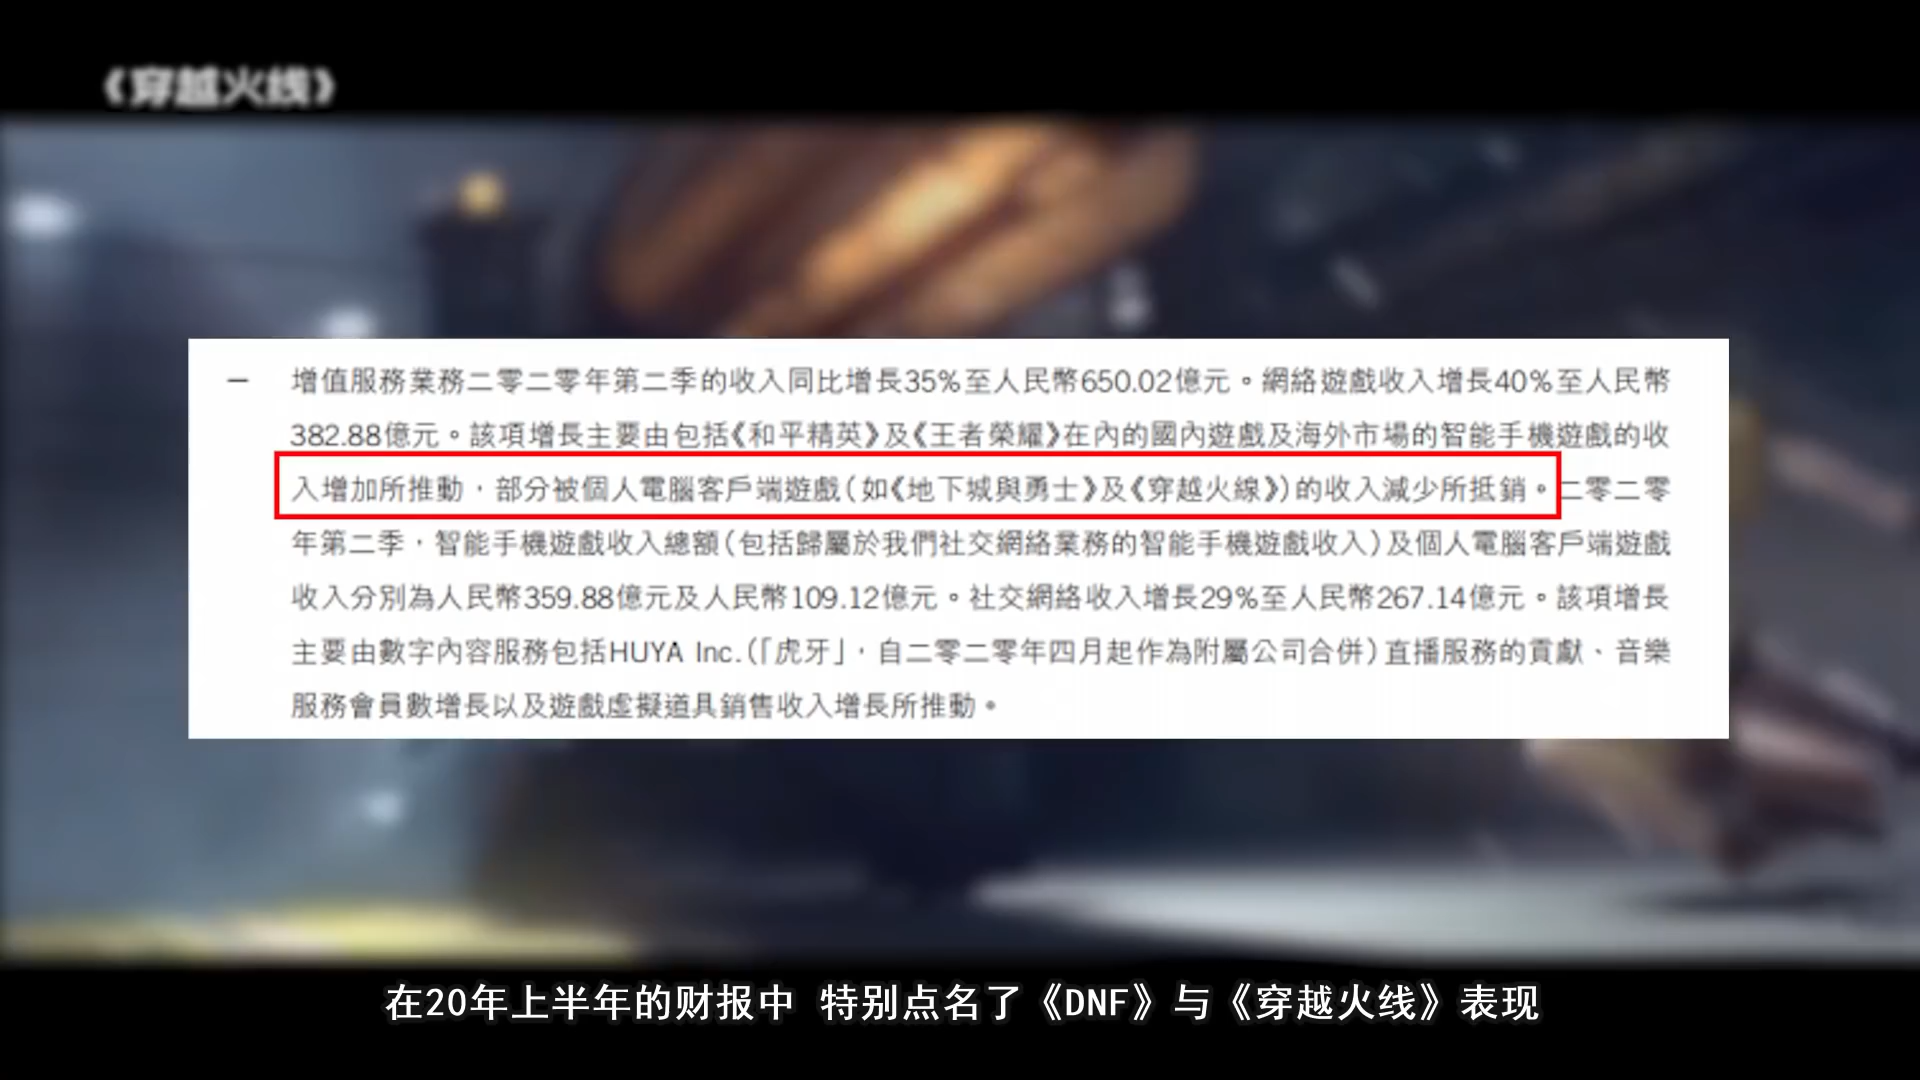 《穿越火线》
— 增值服務業務二零二零年第二季的收入同比增長35%至人民幣650.02億元。網絡遊戲收入增長40%至人民幣
382.88億元。該項增長主要由包括《和平精英》及《王者榮耀》在內的國內遊戲及海外市場的智能手機遊戲的收
入增加所推動，部分被個人電腦客戶端遊戲（如《地下城與勇士》及《穿越火線》）的收入減少所抵銷。二零二零
年第二季，智能手機遊戲收入總額（包括歸屬於我們社交網絡業務的智能手機遊戲收入）及個人電腦客戶端遊戲
收入分別為人民幣359.88億元及人民幣109.12億元。社交網絡收入增長29%至人民幣267.14億元。該項增長
主要由數字內容服務包括HUYA Inc.（「虎牙」，自二零二零年四月起作為附屬公司合併）直播服務的貢獻、音樂
服務會員數增長以及遊戲虛擬道具銷售收入增長所推動。
在20年上半年的财报中 特别点名了《DNF》与《穿越火线》表现